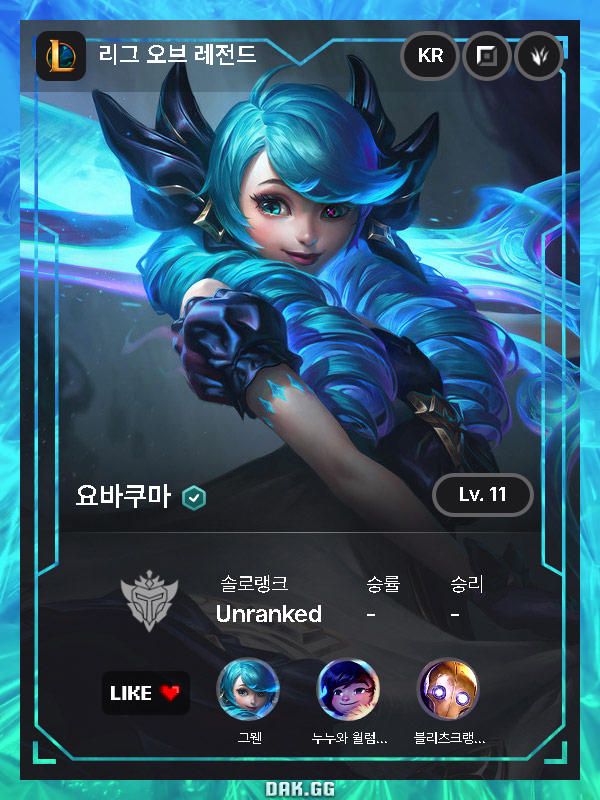 리그 오브 레전드
KR
요바쿠마
Lv. 11
솔로랭크 승률 승리
Unranked - -
LIKE
그웬 누누와 윌럼... 블리츠크랭...
DAK.GG